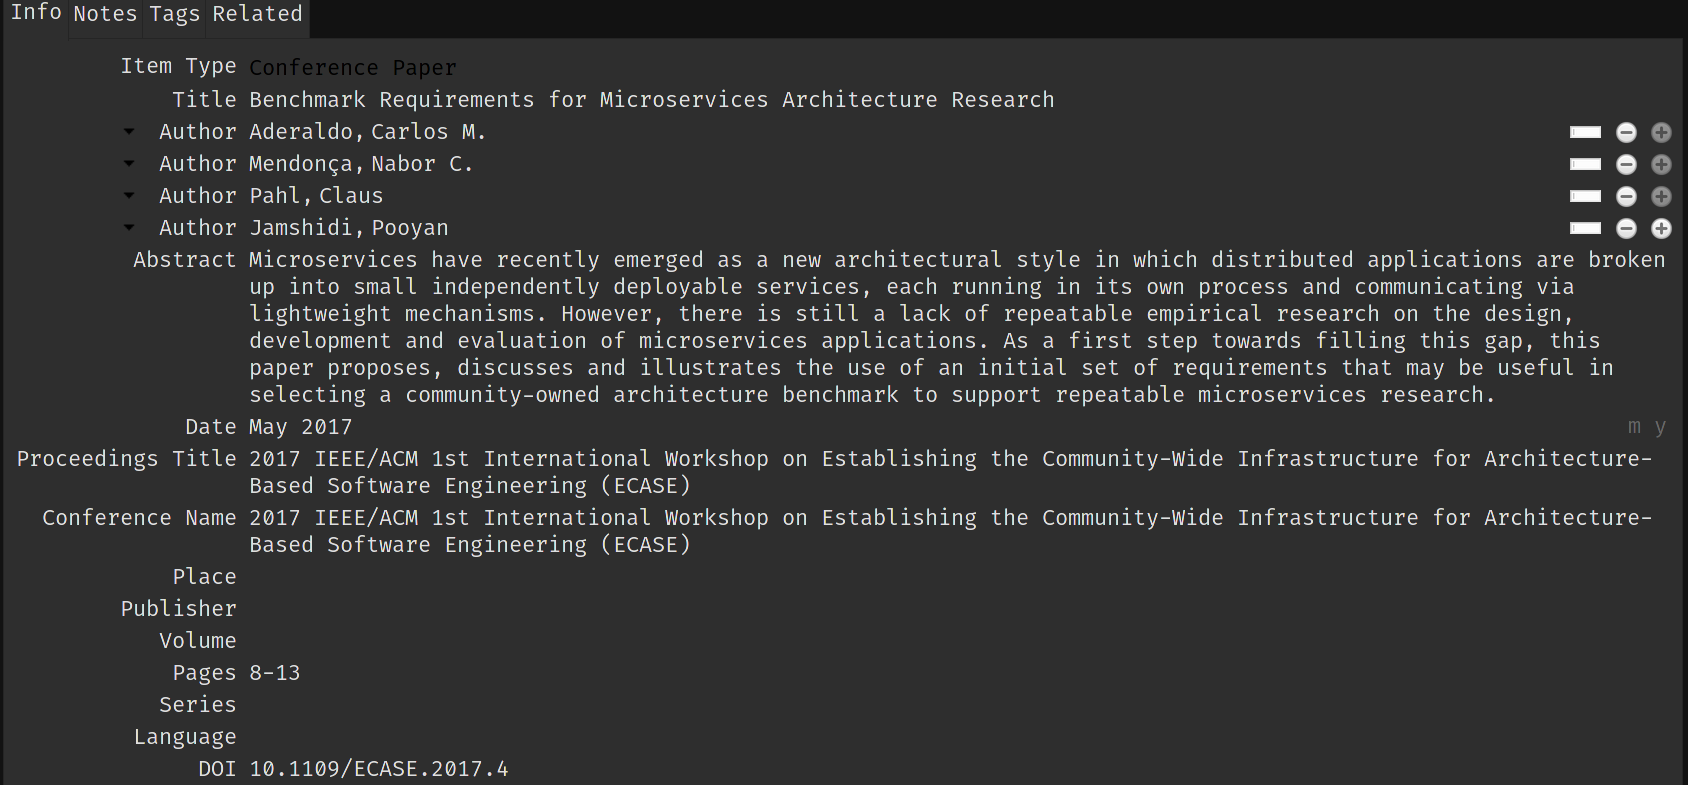 Info Notes Tags Related
Item Type Conference Paper
Title Benchmark Requirements for Microservices Architecture Research
Author Aderaldo, Carlos M.
Author Mendonça, Nabor C.
Author Pahl, Claus
Author Jamshidi, Pooyan
Abstract Microservices have recently emerged as a new architectural style in which distributed applications are broken
up into small independently deployable services, each running in its own process and communicating via
lightweight mechanisms. However, there is still a lack of repeatable empirical research on the design,
development and evaluation of microservices applications. As a first step towards filling this gap, this
paper proposes, discusses and illustrates the use of an initial set of requirements that may be useful in
selecting a community-owned architecture benchmark to support repeatable microservices research.
Date May 2017 m y
Proceedings Title 2017 IEEE/ACM 1st International Workshop on Establishing the Community-Wide Infrastructure for Architecture-
Based Software Engineering (ECASE)
Conference Name 2017 IEEE/ACM 1st International Workshop on Establishing the Community-Wide Infrastructure for Architecture-
Based Software Engineering (ECASE)
Place
Publisher
Volume
Pages 8-13
Series
Language
DOI 10.1109/ECASE.2017.4